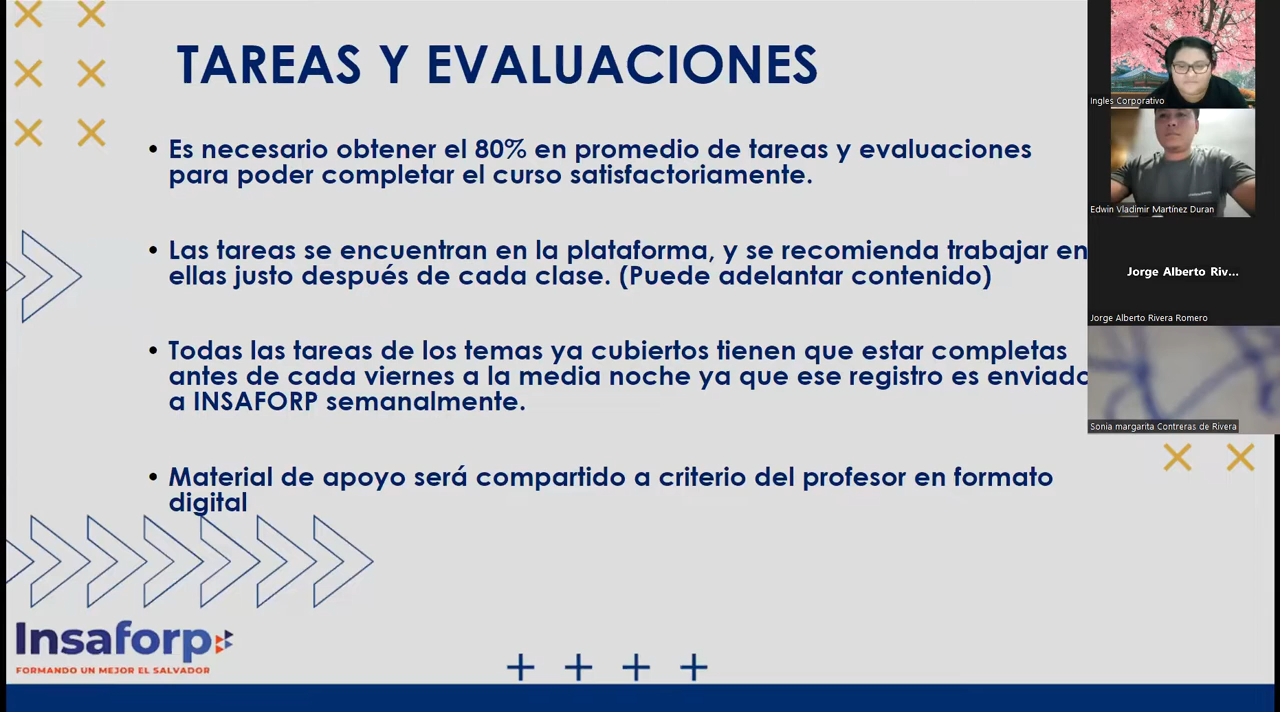 TAREAS Y EVALUACIONES
• Es necesario obtener el 80% en promedio de tareas y evaluaciones
para poder completar el curso satisfactoriamente.
• Las tareas se encuentran en la plataforma, y se recomienda trabajar en
ellas justo después de cada clase. (Puede adelantar contenido)
• Todas las tareas de los temas ya cubiertos tienen que estar completas
antes de cada viernes a la media noche ya que ese registro es enviado
a INSAFORP semanalmente.
• Material de apoyo será compartido a criterio del profesor en formato
digital
Insaforp
FORMANDO UN MEJOR EL SALVADOR
Ingles Corporativo
Edwin Vladimir Martínez Duran
Jorge Alberto Riv...
Jorge Alberto Rivera Romero
Sonia margarita Contreras de Rivera